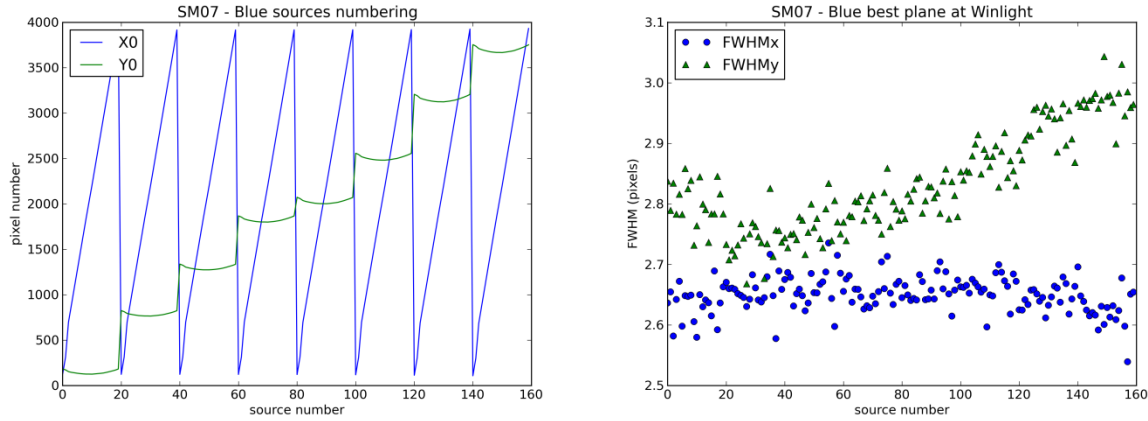 SM07 - Blue sources numbering
X0
Y0
pixel number
4000
3500
3000
2500
2000
1500
1000
500
0
0 20 40 60 80 100 120 140 160
source number
SM07 - Blue best plane at Winlight
FWHMx
FWHMy
FWHM (pixels)
3.1
3.0
2.9
2.8
2.7
2.6
2.5
0 20 40 60 80 100 120 140 160
source number